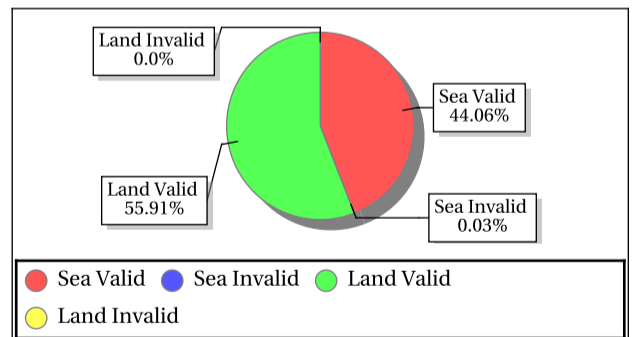 Land Invalid
0.0%
Sea Valid
44.06%
Land Valid
55.91%
Sea Invalid
0.03%
Sea Valid Sea Invalid Land Valid
Land Invalid